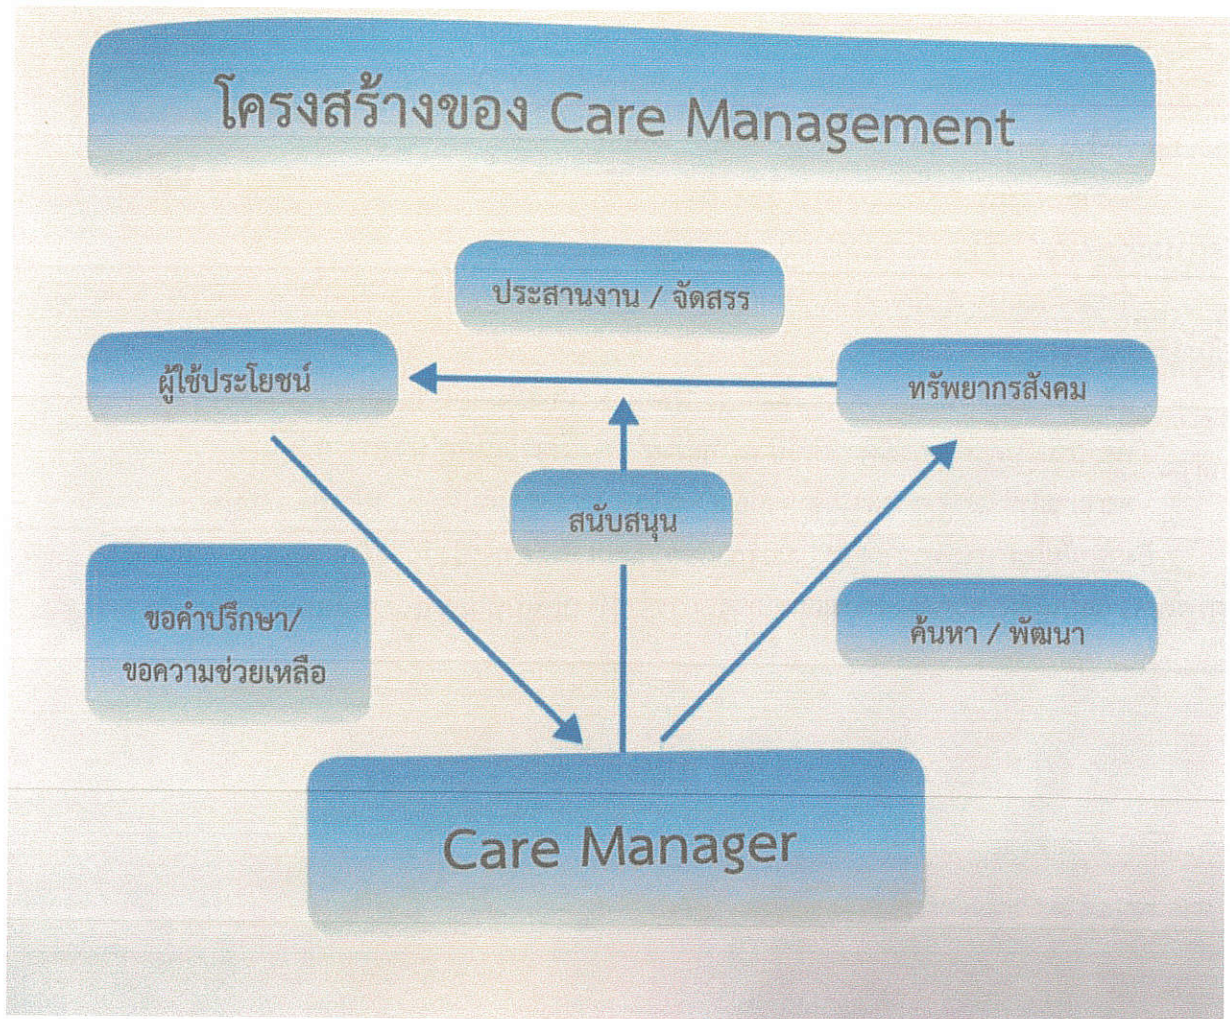 โครงสร้างของ Care Management
ประสานงาน / จัดสรร
ผู้ใช้ประโยชน์
ทรัพยากรสังคม
สนับสนุน
ขอคำปรึกษา/
ขอความช่วยเหลือ
ค้นหา / พัฒนา
Care Manager